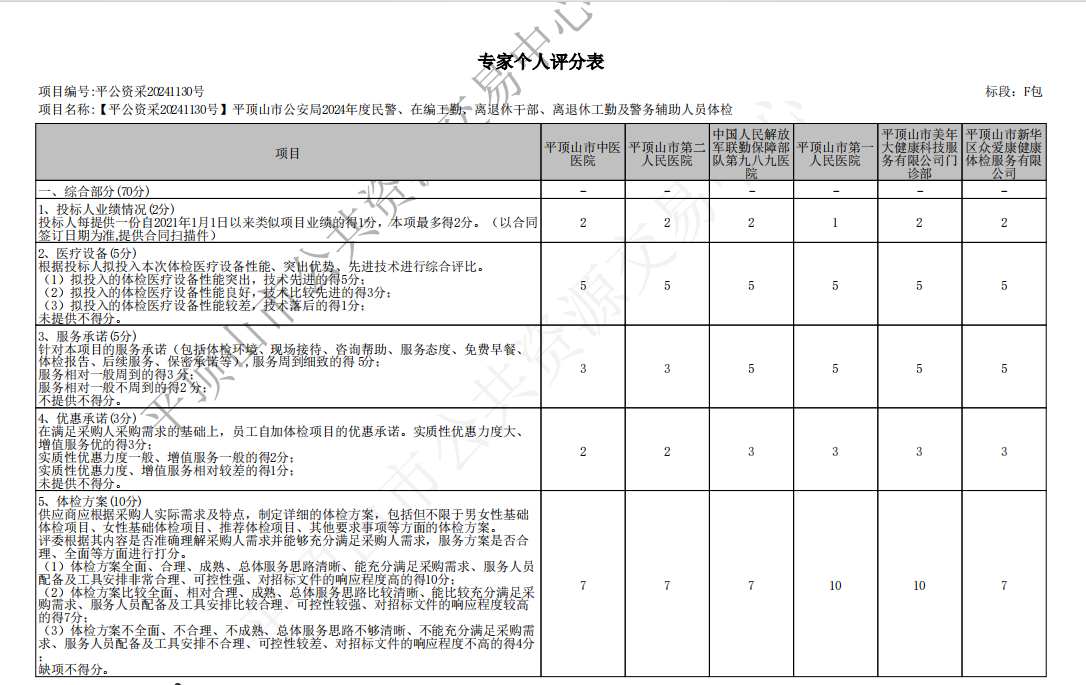 专家个人评分表
项目编号:平公资采20241130号
标段: F包
项目名称:【平公资采20241130号】平顶山市公安局2024年度民警、在编工勤、离退休干部、离退休工勤及警务辅助人员体检
项目
平顶山市中医
医院
平顶山市第二
人民医院
中国人民解放
军联勤保障部
队第九八九医
院
平顶山市第一
人民医院
平顶山市美年
大健康科技服
务有限公司门
诊部
平顶山市新华
区众爱康健康
体检服务有限
公司
一、综合部分(70分)
– – – – – –
1、投标人业绩情况(2分)
投标人每提供一份自2021年1月1日以来类似项目业绩的得1分，本项最多得2分。（以合同
签订日期为准,提供合同扫描件）
2 2 2 1 2 2
2、医疗设备(5分)
根据投标人拟投入本次体检医疗设备性能、突出优势、先进技术进行综合评比。
（1）拟投入的体检医疗设备性能突出，技术先进的得5分；
（2）拟投入的体检医疗设备性能良好，技术比较先进的得3分；
（3）拟投入的体检医疗设备性能较差，技术落后的得1分；
未提供不得分。
5 5 5 5 5 5
3、服务承诺(5分)
针对本项目的服务承诺（包括体检环境、现场接待、咨询帮助、服务态度、免费早餐、
体检报告、后续服务、保密承诺等）,服务周到细致的得 5分；
服务相对一般周到的得3 分；
服务相对一般不周到的得2 分；
不提供不得分。
3 3 5 5 5 5
4、优惠承诺(3分)
在满足采购人采购需求的基础上，员工自加体检项目的优惠承诺。实质性优惠力度大、
增值服务优的得3分；
实质性优惠力度一般、增值服务一般的得2分；
实质性优惠力度、增值服务相对较差的得1分；
未提供不得分。
2 2 3 3 3 3
5、体检方案(10分)
供应商应根据采购人实际需求及特点，制定详细的体检方案，包括但不限于男女性基础
体检项目、女性基础体检项目、推荐体检项目、其他要求事项等方面的体检方案。
评委根据其内容是否准确理解采购人需求并能够充分满足采购人需求，服务方案是否合
理、全面等方面进行打分。
（1）体检方案全面、合理、成熟、总体服务思路清晰、能充分满足采购需求、服务人员
配备及工具安排非常合理、可控性强、对招标文件的响应程度高的得10分；
（2）体检方案比较全面、相对合理、成熟、总体服务思路比较清晰、能比较充分满足采
购需求、服务人员配备及工具安排比较合理、可控性较强、对招标文件的响应程度较高
的得7分；
（3）体检方案不全面、不合理、不成熟、总体服务思路不够清晰、不能充分满足采购需
求、服务人员配备及工具安排不合理、可控性较差、对招标文件的响应程度不高的得4分
；
缺项不得分。
7 7 7 10 10 7
平顶山市公共资源交易中心
平顶山市公共资源交易中心